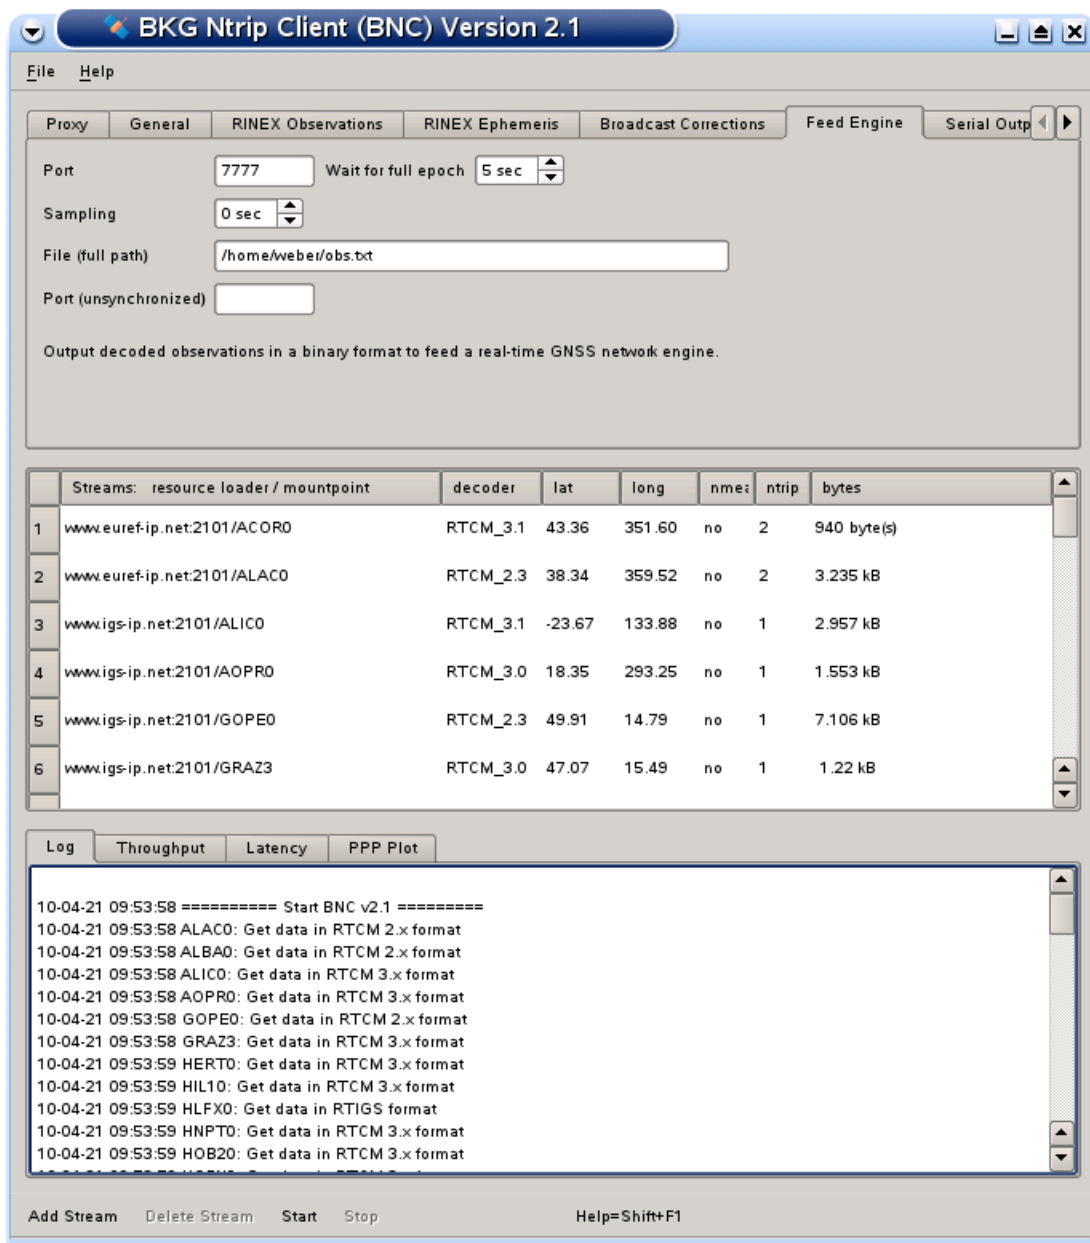 BKG Ntrip Client (BNC) Version 2.1
File Help
Proxy General RINEX Observations RINEX Ephemeris Broadcast Corrections Feed Engine Serial Outp
Port 7777 Wait for full epoch 5 sec
Sampling 0 sec
File (full path) /home/weber/obs.txt
Port (unsynchronized)
Output decoded observations in a binary format to feed a real-time GNSS network engine.
Streams: resource loader / mountpoint decoder lat long nmea ntrip bytes
1 www.euref-ip.net:2101/ACOR0 RTCM_3.1 43.36 351.60 no 2 940 byte(s)
2 www.euref-ip.net:2101/ALAC0 RTCM_2.3 38.34 359.52 no 2 3.235 kB
3 www.igs-ip.net:2101/ALIC0 RTCM_3.1 -23.67 133.88 no 1 2.957 kB
4 www.igs-ip.net:2101/AOPR0 RTCM_3.0 18.35 293.25 no 1 1.553 kB
5 www.igs-ip.net:2101/GOPE0 RTCM_2.3 49.91 14.79 no 1 7.106 kB
6 www.igs-ip.net:2101/GRAZ3 RTCM_3.0 47.07 15.49 no 1 1.22 kB
Log Throughput Latency PPP Plot
10-04-21 09:53:58 ========== Start BNC v2.1 =========
10-04-21 09:53:58 ALAC0: Get data in RTCM 2.x format
10-04-21 09:53:58 ALBA0: Get data in RTCM 2.x format
10-04-21 09:53:58 ALIC0: Get data in RTCM 3.x format
10-04-21 09:53:58 AOPR0: Get data in RTCM 3.x format
10-04-21 09:53:58 GOPE0: Get data in RTCM 2.x format
10-04-21 09:53:58 GRAZ3: Get data in RTCM 3.x format
10-04-21 09:53:59 HERT0: Get data in RTCM 3.x format
10-04-21 09:53:59 HIL10: Get data in RTCM 3.x format
10-04-21 09:53:59 HLFX0: Get data in RTIGS format
10-04-21 09:53:59 HNPT0: Get data in RTCM 3.x format
10-04-21 09:53:59 HOB20: Get data in RTCM 3.x format
Add Stream Delete Stream Start Stop Help=Shift+F1